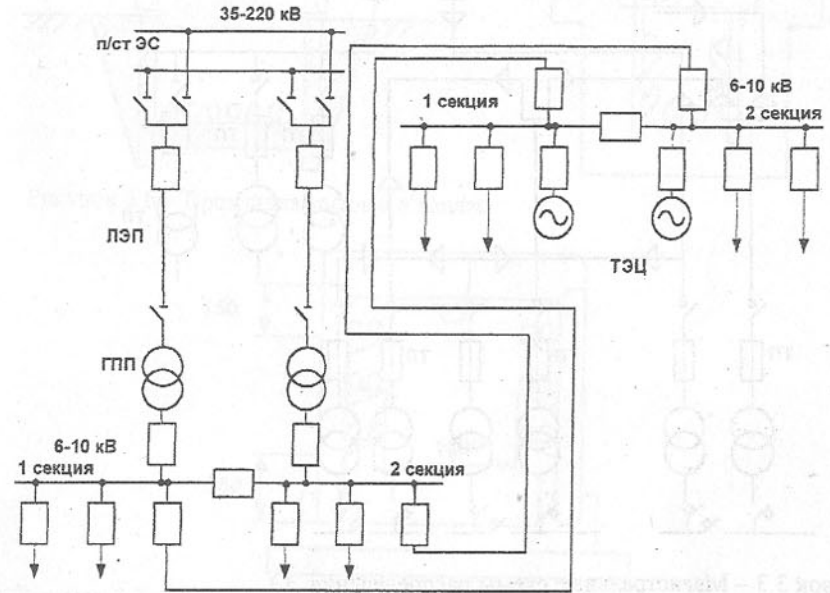 35-220 кВ
п/ст ЭС
1 секция
6-10 кВ
2 секция
ЛЭП
ТЭЦ
ГПП
6-10 кВ
1 секция
2 секция